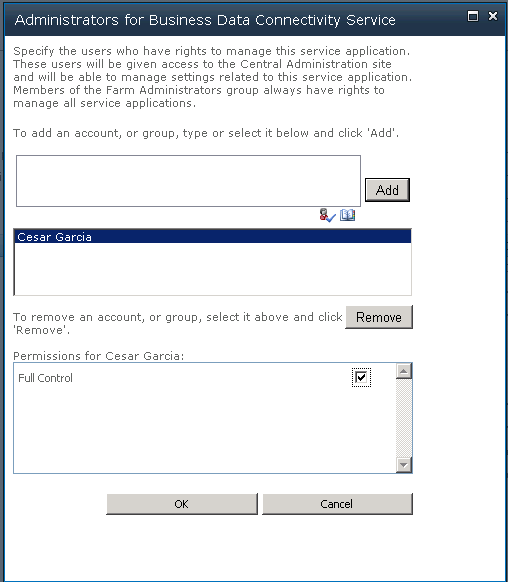 Administrators for Business Data Connectivity Service
Specify the users who have rights to manage this service application.
These users will be given access to the Central Administration site
and will be able to manage settings related to this service application.
Members of the Farm Administrators group always have rights to
manage all service applications.
To add an account, or group, type or select it below and click 'Add'.
Add
Cesar Garcia
To remove an account, or group, select it above and click
'Remove'.
Remove
Permissions for Cesar Garcia:
Full Control
OK
Cancel